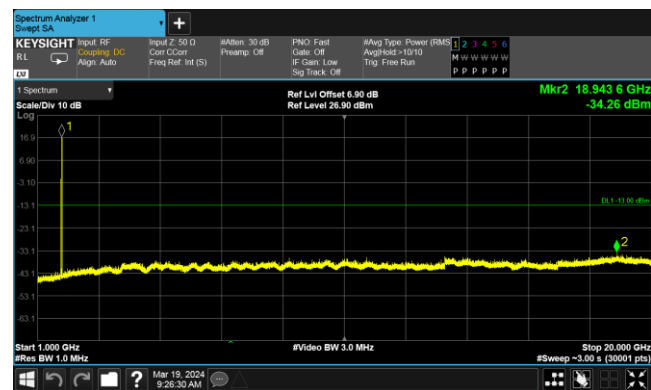 Spectrum Analyzer 1
Swept SA
KEYSIGHT Input: RF Input Z: 50 Ω #Atten: 30 dB PNO: Fast #Avg Type: Power (RMS) 1 2 3 4 5 6
RL Coupling: DC Corr CCorr Preamp: Off Gate: Off Avg|Hold:>10/10 M W W W W W
Align: Auto Freq Ref: Int (S) IF Gain: Low Trig: Free Run
Sig Track: Off P P P P P P
LXI
1 Spectrum Ref Lvl Offset 6.90 dB Mkr2 18.943 6 GHz
Scale/Div 10 dB Ref Level 26.90 dBm -34.26 dBm
Log
1
16.9
6.90
-3.10
-13.1 DL1 -13.00 dBm
-23.1
-33.1 2
-43.1
-53.1
-63.1
Start 1.000 GHz #Video BW 3.0 MHz Stop 20.000 GHz
#Res BW 1.0 MHz #Sweep ~3.00 s (30001 pts)
? Mar 19, 2024
9:26:30 AM